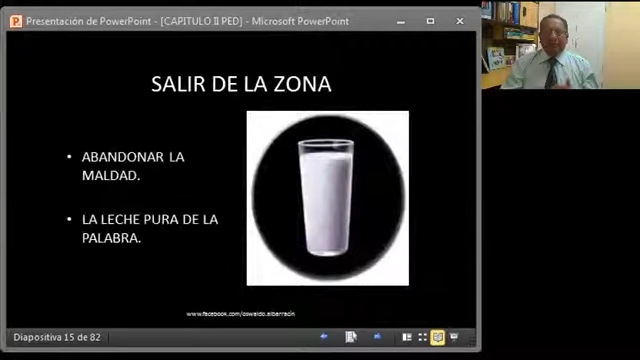 Presentación de PowerPoint - [CAPITULO II PED] - Microsoft PowerPoint
SALIR DE LA ZONA
• ABANDONAR LA
MALDAD.
• LA LECHE PURA DE LA
PALABRA.
www.facebook.com/oswaldo.albarracin
Diapositiva 15 de 82